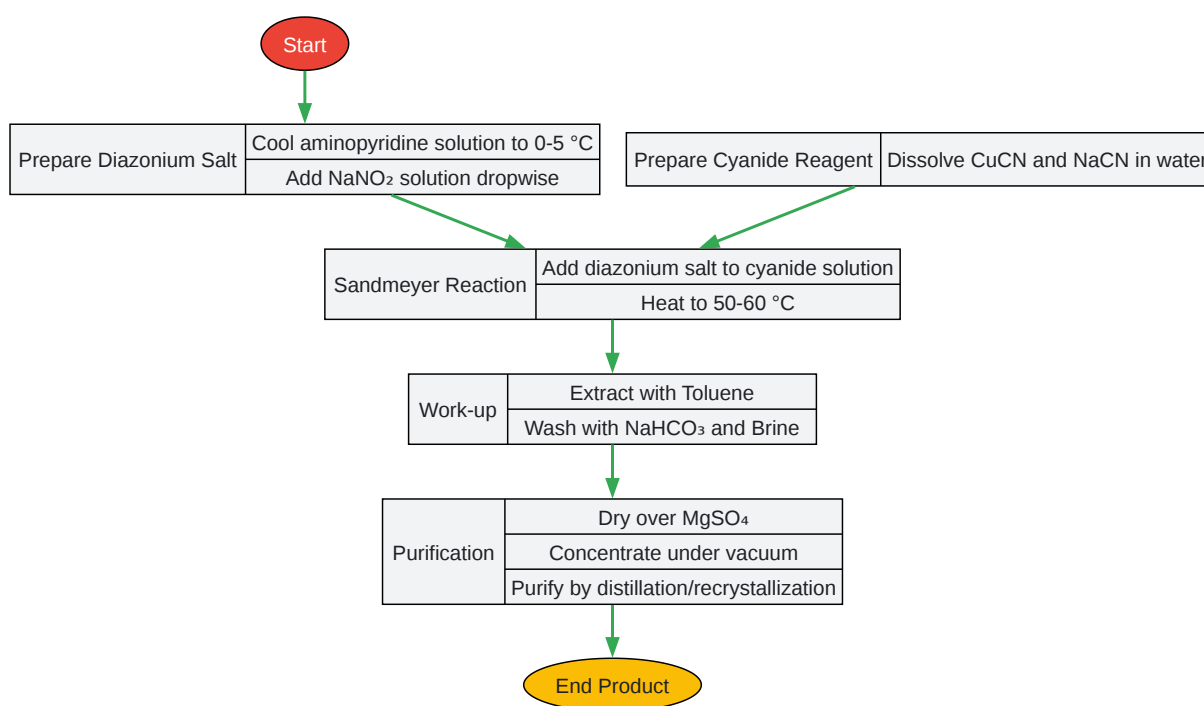 Start
Prepare Diazonium Salt
Cool aminopyridine solution to 0-5 °C
Add NaNO₂ solution dropwise
Prepare Cyanide Reagent
Dissolve CuCN and NaCN in water
Sandmeyer Reaction
Add diazonium salt to cyanide solution
Heat to 50-60 °C
Work-up
Extract with Toluene
Wash with NaHCO₃ and Brine
Purification
Dry over MgSO₄
Concentrate under vacuum
Purify by distillation/recrystallization
End Product